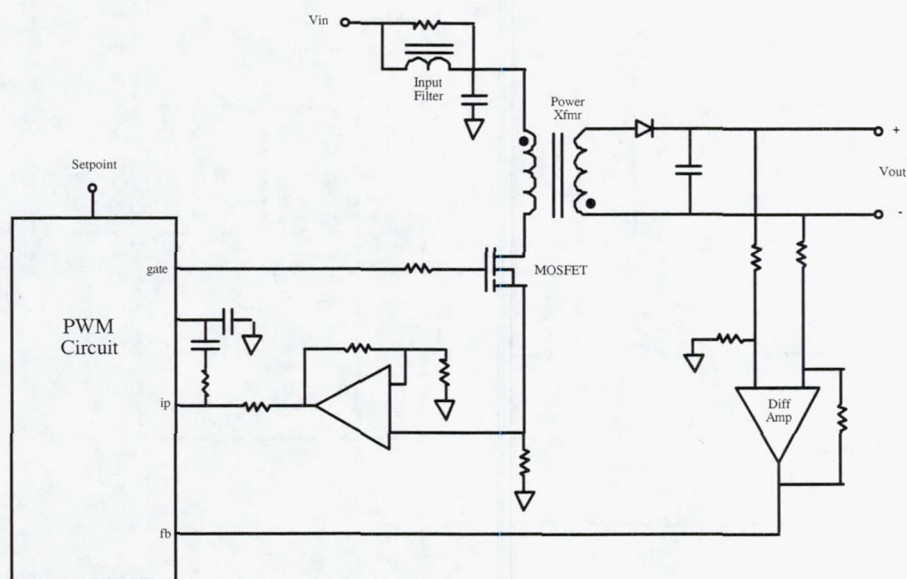 Vin
Input
Filter
Power
Xfmr
+
Vout
-
Setpoint
gate
MOSFET
PWM
Circuit
ip
Diff
Amp
fb